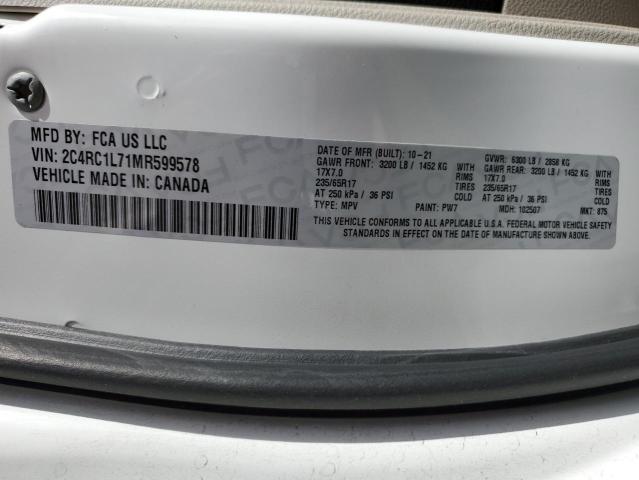 MFD BY: FCA US LLC
VIN: 2C4RC1L71MR599578
VEHICLE MADE IN: CANADA
DATE OF MFR (BUILT): 10-21 GVWR: 6300 LB / 2858 KG
GAWR FRONT: 3200 LB / 1452 KG WITH GAWR REAR: 3200 LB / 1452 KG WITH
17X7.0 RIMS 17X7.0 RIMS
235/65R17 TIRES 235/65R17 TIRES
AT 250 kPa / 36 PSI COLD AT 250 kPa / 36 PSI COLD
TYPE: MPV PAINT: PW7 MDH: 102507 MKT: 875
THIS VEHICLE CONFORMS TO ALL APPLICABLE U.S.A. FEDERAL MOTOR VEHICLE SAFETY
STANDARDS IN EFFECT ON THE DATE OF MANUFACTURE SHOWN ABOVE.